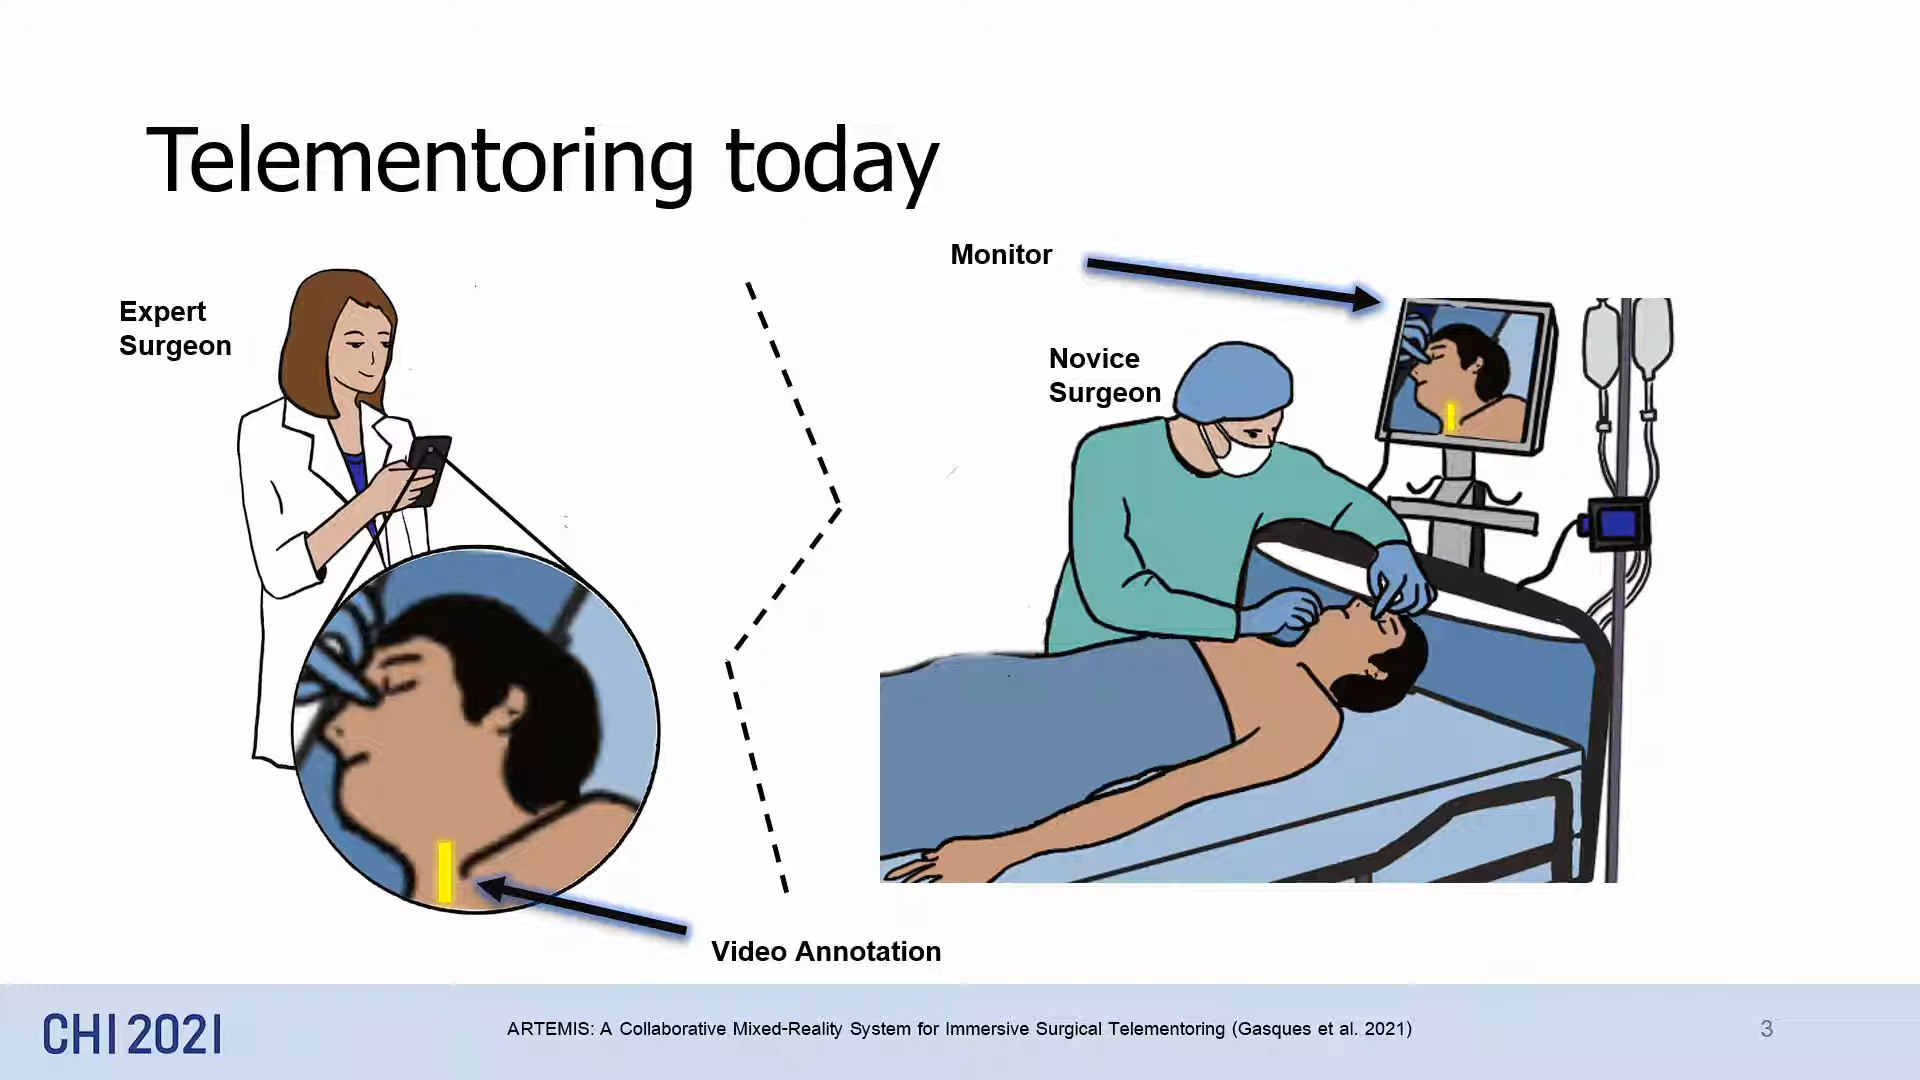 Telementoring today
Expert
Surgeon
Monitor
Novice
Surgeon
Video Annotation
CHI 2021
ARTEMIS: A Collaborative Mixed-Reality System for Immersive Surgical Telementoring (Gasques et al. 2021)
3